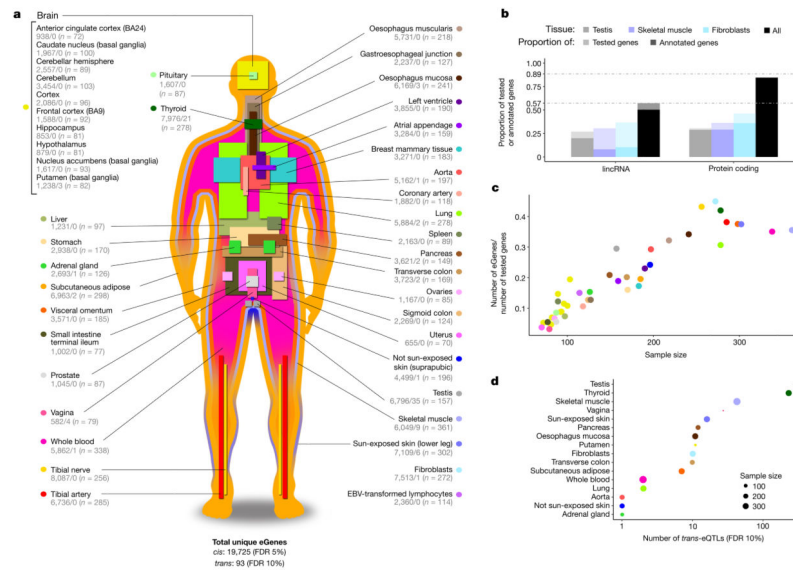 a
Brain
Anterior cingulate cortex (BA24)
938/0 (n = 72)
Caudate nucleus (basal ganglia)
1,967/0 (n = 100)
Cerebellar hemisphere
2,557/0 (n = 89)
Cerebellum
3,454/0 (n = 103)
Cortex
2,086/0 (n = 96)
Frontal cortex (BA9)
1,588/0 (n = 92)
Hippocampus
853/0 (n = 81)
Hypothalamus
879/0 (n = 81)
Nucleus accumbens (basal ganglia)
1,617/0 (n = 93)
Putamen (basal ganglia)
1,238/3 (n = 82)
Pituitary
1,607/0
(n = 87)
Thyroid
7,976/21
(n = 278)
Liver
1,231/0 (n = 97)
Stomach
2,938/0 (n = 170)
Adrenal gland
2,693/1 (n = 126)
Subcutaneous adipose
6,963/2 (n = 298)
Visceral omentum
3,571/0 (n = 185)
Small intestine
terminal ileum
1,002/0 (n = 77)
Prostate
1,045/0 (n = 87)
Vagina
582/4 (n = 79)
Whole blood
5,862/1 (n = 338)
Tibial nerve
8,087/0 (n = 256)
Tibial artery
6,736/0 (n = 285)
Oesophagus muscularis
5,731/0 (n = 218)
Gastroesophageal junction
2,237/0 (n = 127)
Oesophagus mucosa
6,169/3 (n = 241)
Left ventricle
3,855/0 (n = 190)
Atrial appendage
3,284/0 (n = 159)
Breast mammary tissue
3,271/0 (n = 183)
Aorta
5,162/1 (n = 197)
Coronary artery
1,882/0 (n = 118)
Lung
5,884/2 (n = 278)
Spleen
2,163/0 (n = 89)
Pancreas
3,621/2 (n = 149)
Transverse colon
3,723/2 (n = 169)
Ovaries
1,167/0 (n = 85)
Sigmoid colon
2,269/0 (n = 124)
Uterus
655/0 (n = 70)
Not sun-exposed
skin (suprapubic)
4,499/1 (n = 196)
Testis
6,796/35 (n = 157)
Skeletal muscle
6,049/9 (n = 361)
Sun-exposed skin (lower leg)
7,109/6 (n = 302)
Fibroblasts
7,513/1 (n = 272)
EBV-transformed lymphocytes
2,360/0 (n = 114)
Total unique eGenes
cis: 19,725 (FDR 5%)
trans: 93 (FDR 10%)
b
Tissue: Testis Skeletal muscle Fibroblasts All
Proportion of: Tested genes Annotated genes
Proportion of tested
or annotated genes
1.00
0.89
0.75
0.57
0.50
0.25
0
lincRNA Protein coding
c
Number of eGenes/
number of tested genes
0.4
0.3
0.2
0.1
100 200 300
Sample size
d
Testis
Thyroid
Skeletal muscle
Vagina
Sun-exposed skin
Pancreas
Oesophagus mucosa
Putamen
Fibroblasts
Transverse colon
Subcutaneous adipose
Whole blood
Lung
Aorta
Not sun-exposed skin
Adrenal gland
Sample size
100
200
300
1 10 100
Number of trans-eQTLs (FDR 10%)